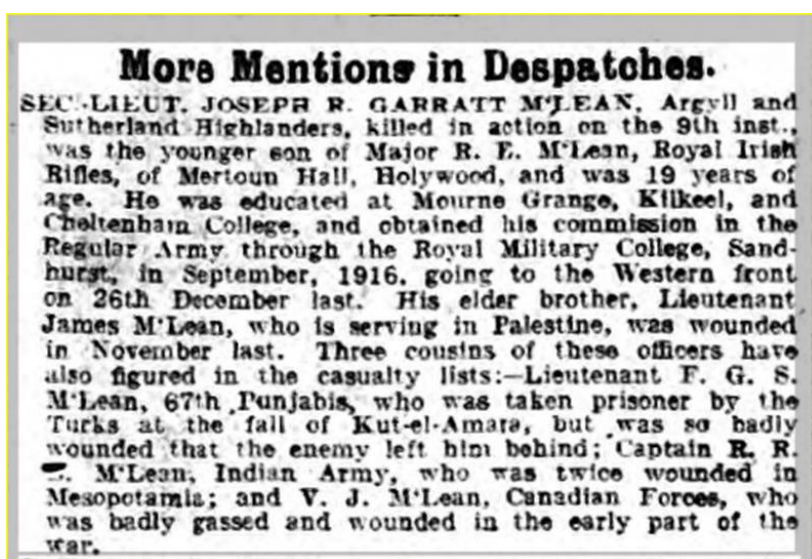 More Mentions in Despatches.
SEC.-LIEUT. JOSEPH R. GARRATT M'LEAN, Argyll and
Sutherland Highlanders, killed in action on the 9th inst.,
was the younger son of Major R. E. M'Lean, Royal Irish
Rifles, of Mertoun Hall, Holywood, and was 19 years of
age. He was educated at Mourne Grange, Kilkeel, and
Cheltenham College, and obtained his commission in the
Regular Army through the Royal Military College, Sand-
hurst, in September, 1916, going to the Western front
on 26th December last. His elder brother, Lieutenant
James M'Lean, who is serving in Palestine, was wounded
in November last. Three cousins of these officers have
also figured in the casualty lists:—Lieutenant F. G. S.
M'Lean, 67th Punjabis, who was taken prisoner by the
Turks at the fall of Kut-el-Amara, but was so badly
wounded that the enemy left him behind; Captain R. R.
M'Lean, Indian Army, who was twice wounded in
Mesopotamia; and V. J. M'Lean, Canadian Forces, who
was badly gassed and wounded in the early part of the
war.